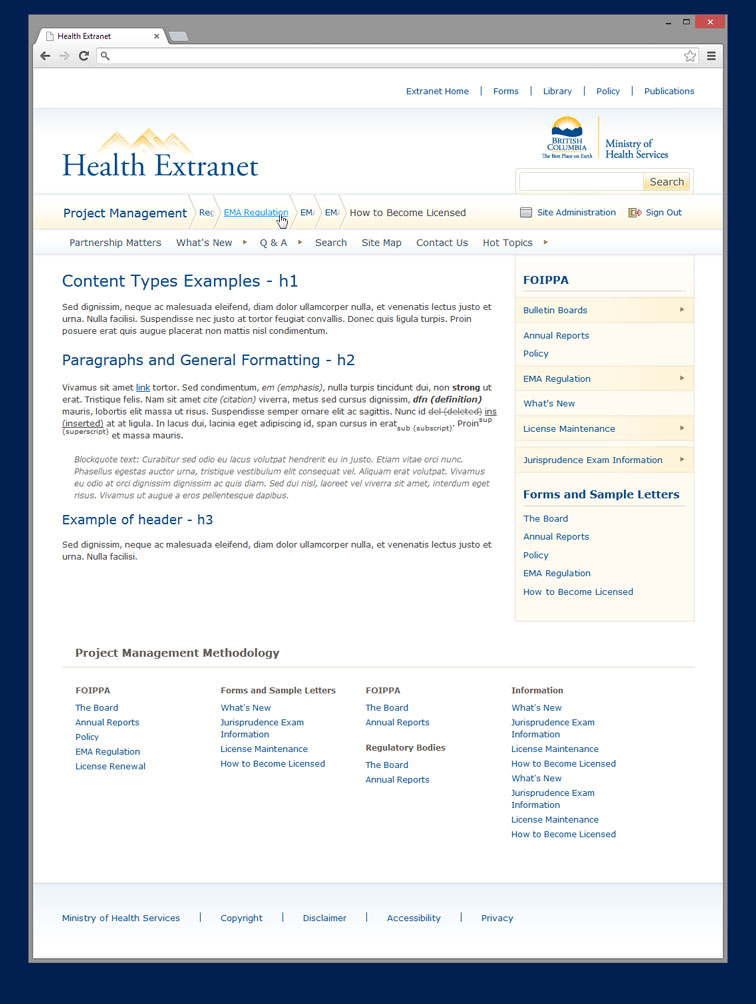 Health Extranet
Extranet Home | Forms | Library | Policy | Publications
Health Extranet
BRITISH
COLUMBIA
The Best Place on Earth
Ministry of
Health Services
Search
Project Management Reg EMA Regulation EMA EMA How to Become Licensed
Site Administration Sign Out
Partnership Matters What's New Q & A Search Site Map Contact Us Hot Topics
Content Types Examples - h1
Sed dignissim, neque ac malesuada eleifend, diam dolor ullamcorper nulla, et venenatis lectus justo et
urna. Nulla facilisi. Suspendisse nec justo at tortor feugiat convallis. Donec quis ligula turpis. Proin
posuere erat quis augue placerat non mattis nisl condimentum.
Paragraphs and General Formatting - h2
Vivamus sit amet link tortor. Sed condimentum, em (emphasis), nulla turpis tincidunt dui, non strong ut
erat. Tristique felis. Nam sit amet cite (citation) viverra, metus sed cursus dignissim, dfn (definition)
mauris, lobortis elit massa ut risus. Suspendisse semper ornare elit ac sagittis. Nunc id del (deleted) ins
(inserted) at at ligula. In lacus dui, lacinia eget adipiscing id, span cursus in erat sub (subscript). Proin sup
(superscript) et massa mauris.
Blockquote text: Curabitur sed odio eu lacus volutpat hendrerit eu in justo. Etiam vitae orci nunc.
Phasellus egestas auctor urna, tristique vestibulum elit consequat vel. Aliquam erat volutpat. Vivamus
eu odio at orci dignissim dignissim ac quis diam. Sed dui nisl, laoreet vel viverra sit amet, interdum eget
risus. Vivamus ut augue a eros pellentesque dapibus.
Example of header - h3
Sed dignissim, neque ac malesuada eleifend, diam dolor ullamcorper nulla, et venenatis lectus justo et
urna. Nulla facilisi.
FOIPPA
Bulletin Boards
Annual Reports
Policy
EMA Regulation
What's New
License Maintenance
Jurisprudence Exam Information
Forms and Sample Letters
The Board
Annual Reports
Policy
EMA Regulation
How to Become Licensed
Project Management Methodology
FOIPPA
The Board
Annual Reports
Policy
EMA Regulation
License Renewal
Forms and Sample Letters
What's New
Jurisprudence Exam
Information
License Maintenance
How to Become Licensed
FOIPPA
The Board
Annual Reports
Regulatory Bodies
The Board
Annual Reports
Information
What's New
Jurisprudence Exam
Information
License Maintenance
How to Become Licensed
What's New
Jurisprudence Exam
Information
License Maintenance
How to Become Licensed
Ministry of Health Services | Copyright | Disclaimer | Accessibility | Privacy